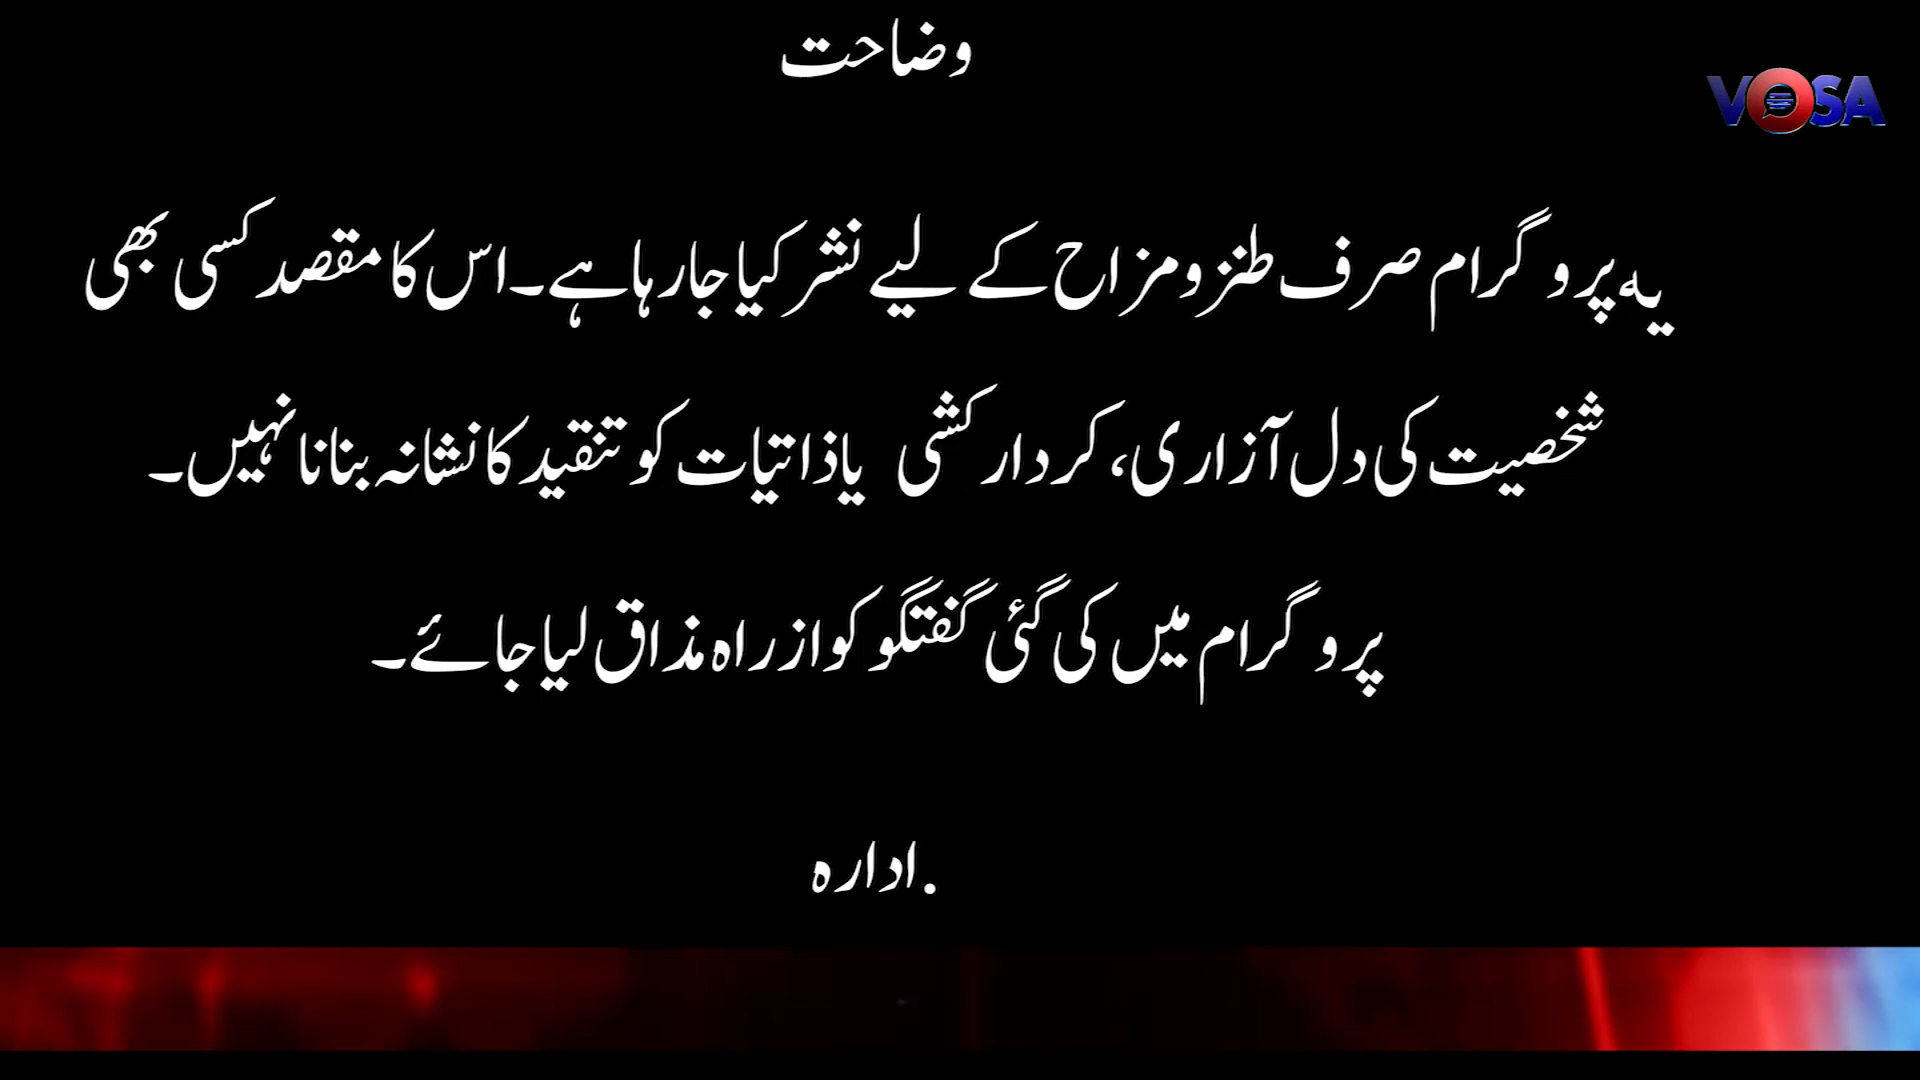 وضاحت
VOSA
یہ پروگرام صرف طنز و مزاح کے لیے نشر کیا جا رہا ہے۔ اس کا مقصد کسی بھی
شخصیت کی دل آزاری، کردار کشی یا ذاتیات کو تنقید کا نشانہ بنانا نہیں۔
پروگرام میں کی گئی گفتگو کو از راہ مذاق لیا جائے۔
.ادارہ